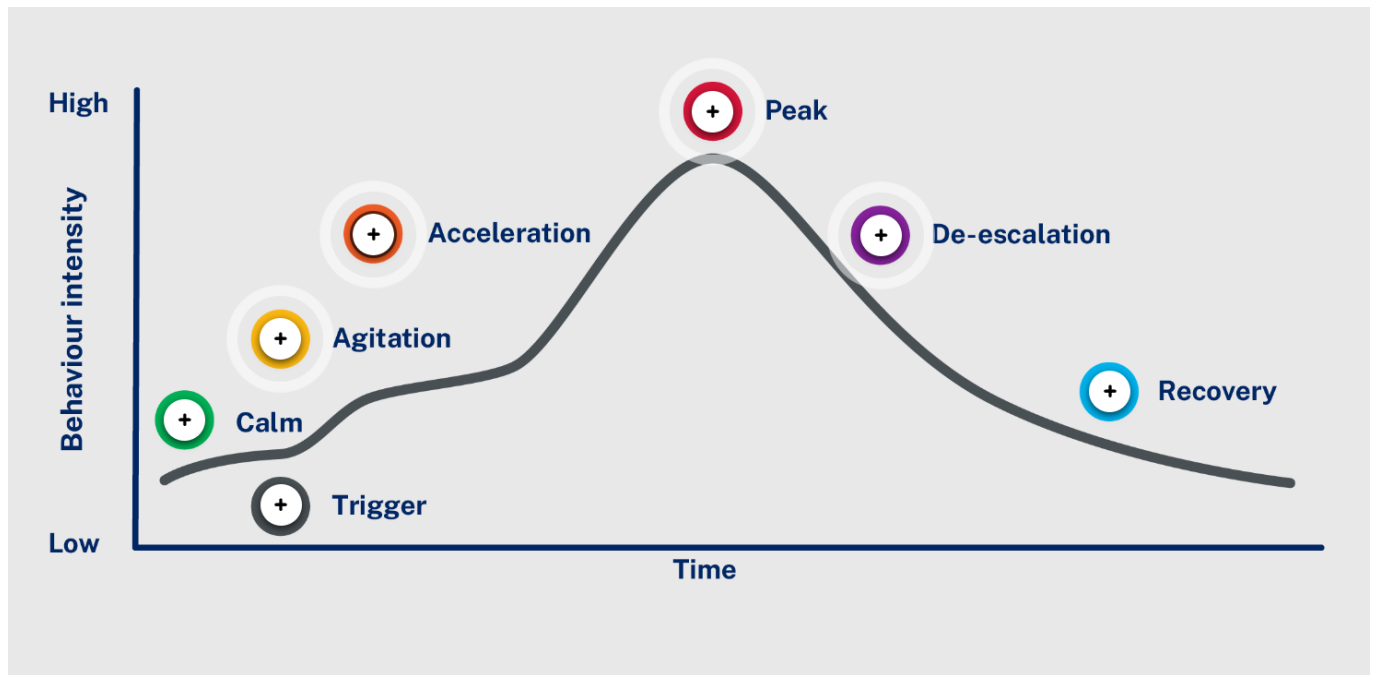 High
Peak
Acceleration
De-escalation
Behaviour intensity
Agitation
Recovery
Calm
Trigger
Low
Time